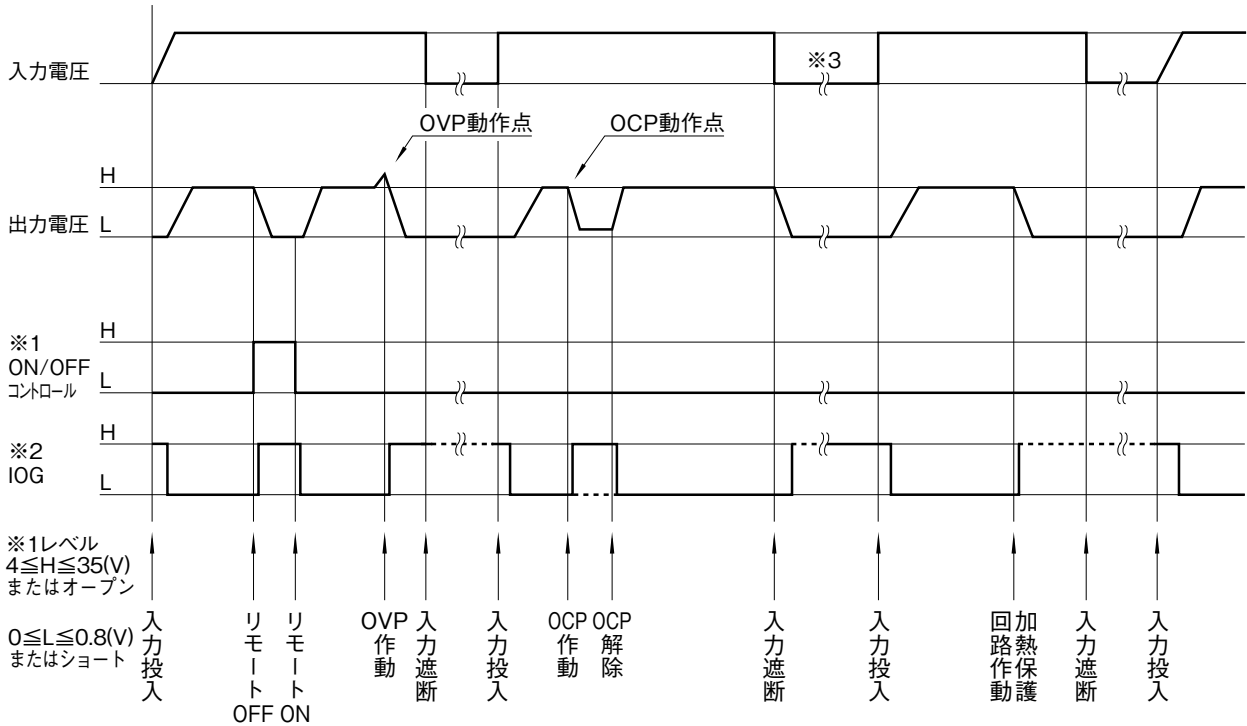 入力電圧
※3
OVP動作点
OCP動作点
H
出力電圧
L
※1
ON/OFF
コントロール
H
L
※2
IOG
H
L
※1レベル
4≦H≦35(V)
またはオープン
0≦L≦0.8(V)
またはショート
入力投入
リモートOFF
リモートON
OVP作動
入力遮断
入力投入
OCP作動
OCP解除
入力遮断
入力投入
加熱保護
回路作動
入力遮断
入力投入